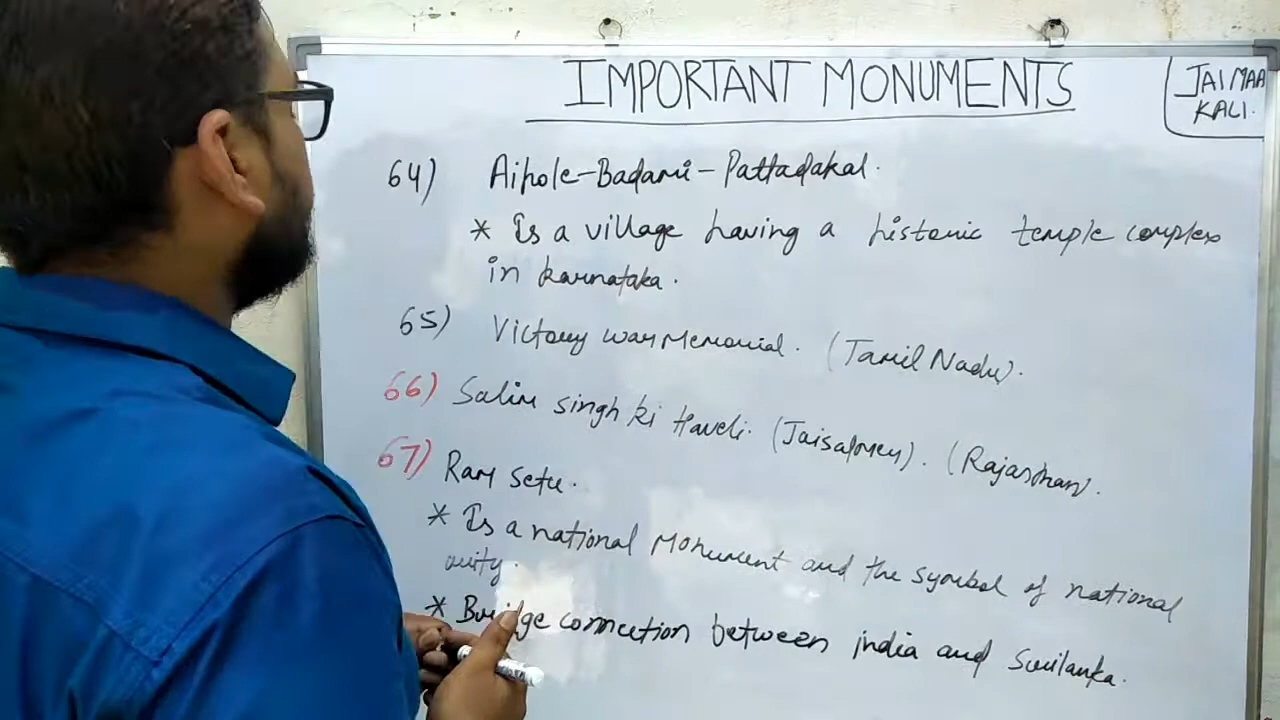 IMPORTANT MONUMENTS
JAI MAA
KALI.
64) Aihole-Badami-Pattadakal.
* Is a village having a historic temple complex
in karnataka.
65) Victory war Memorial. (Tamil Nadu).
66) Salim singh ki Haveli. (Jaisalmer). (Rajasthan).
67) Ram setu.
* Is a national Monument and the symbol of national
unity.
* Bridge connection between india and Srilanka.